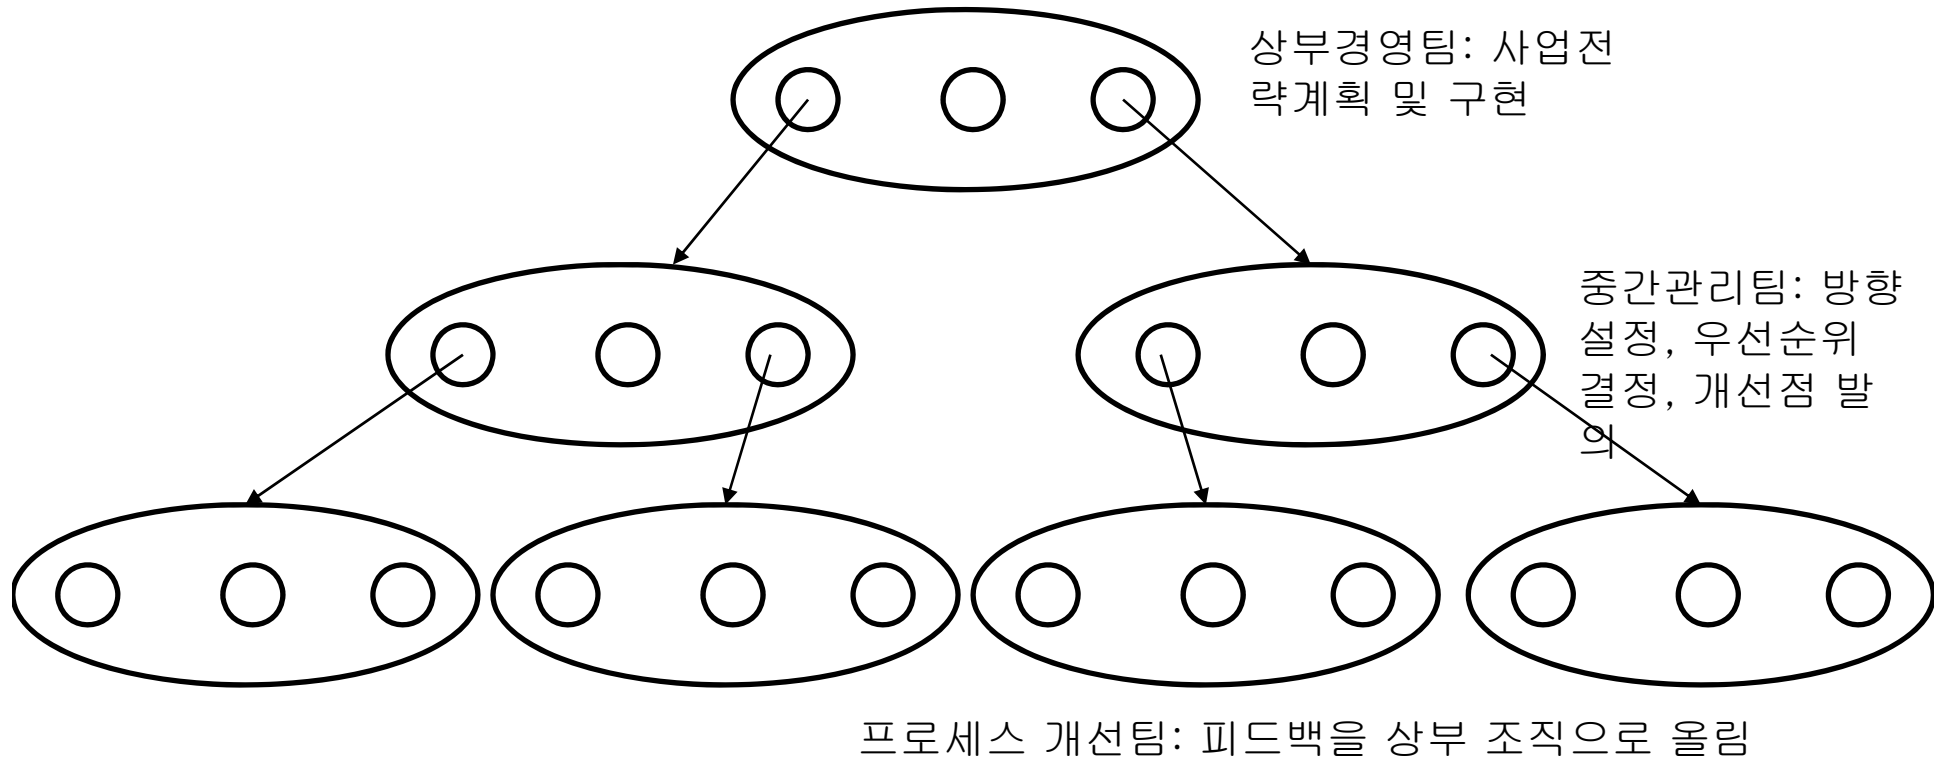 상부경영팀: 사업전
략계획 및 구현
중간관리팀: 방향
설정, 우선순위
결정, 개선점 발
의
프로세스 개선팀: 피드백을 상부 조직으로 올림